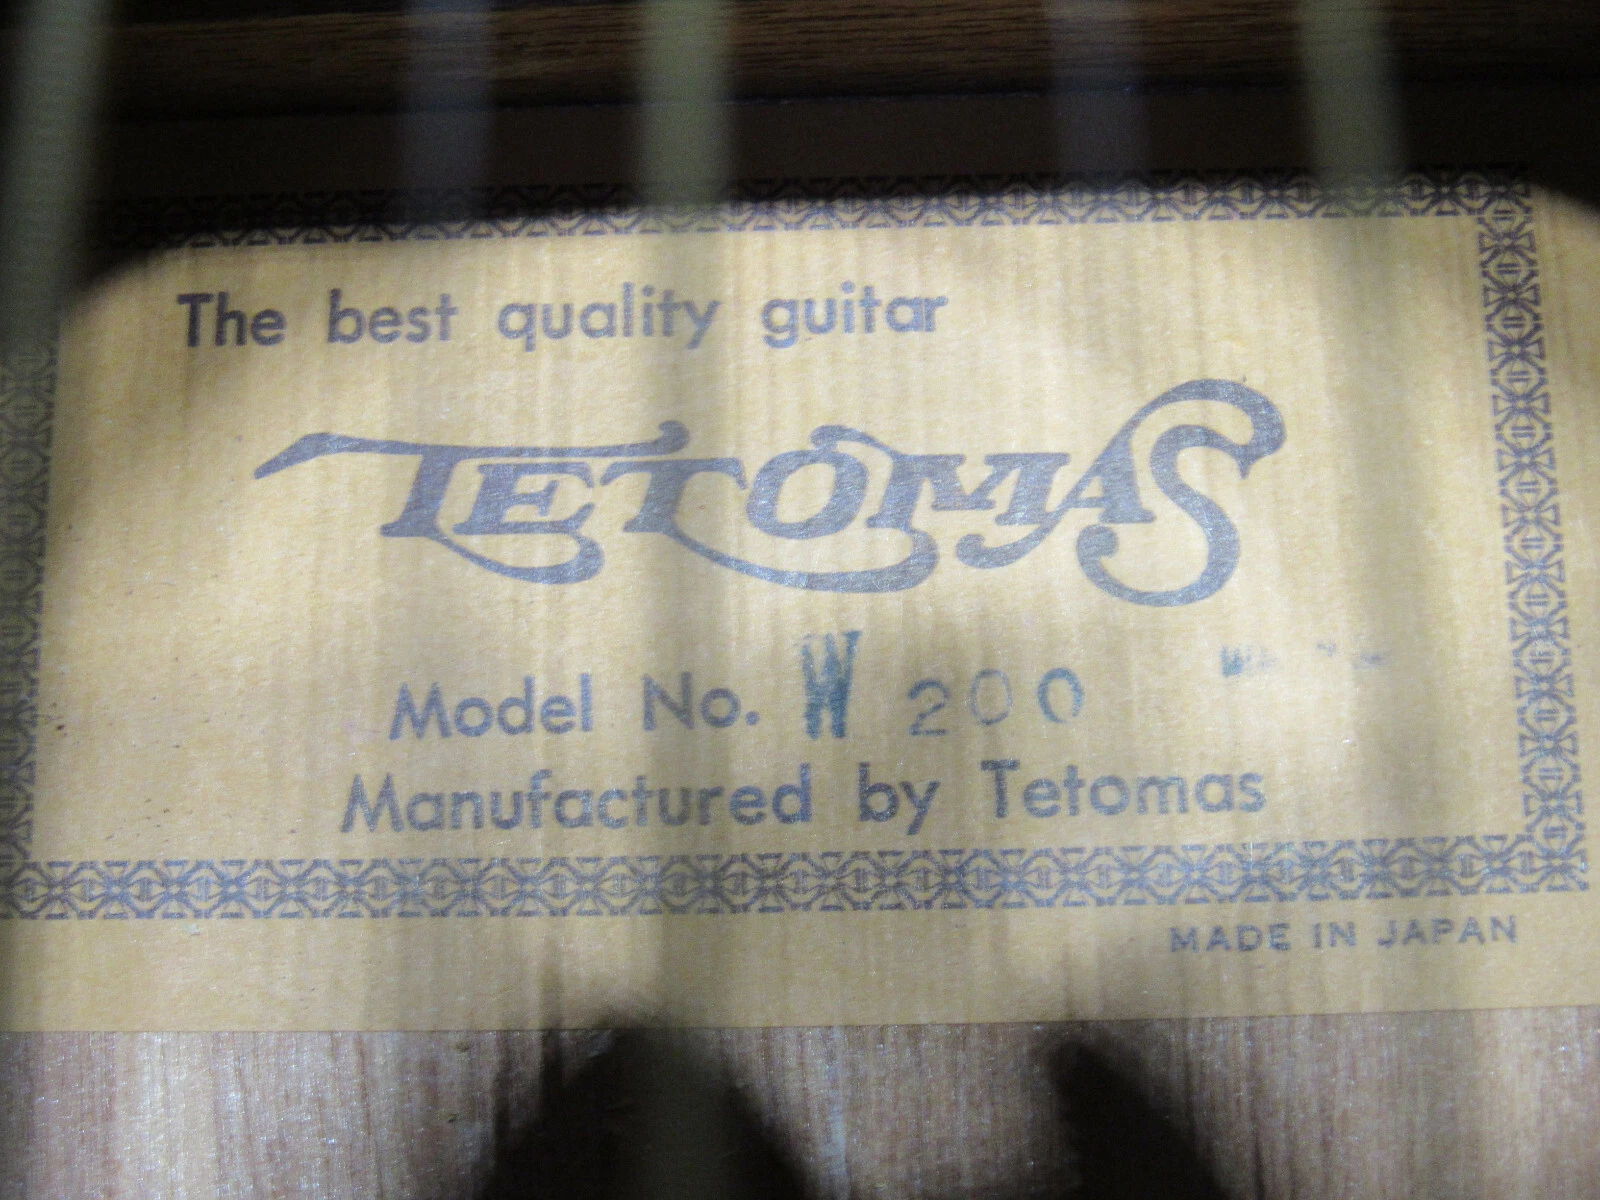 The best quality guitar
TETOMAS
Model No. W 200
Manufactured by Tetomas
MADE IN JAPAN